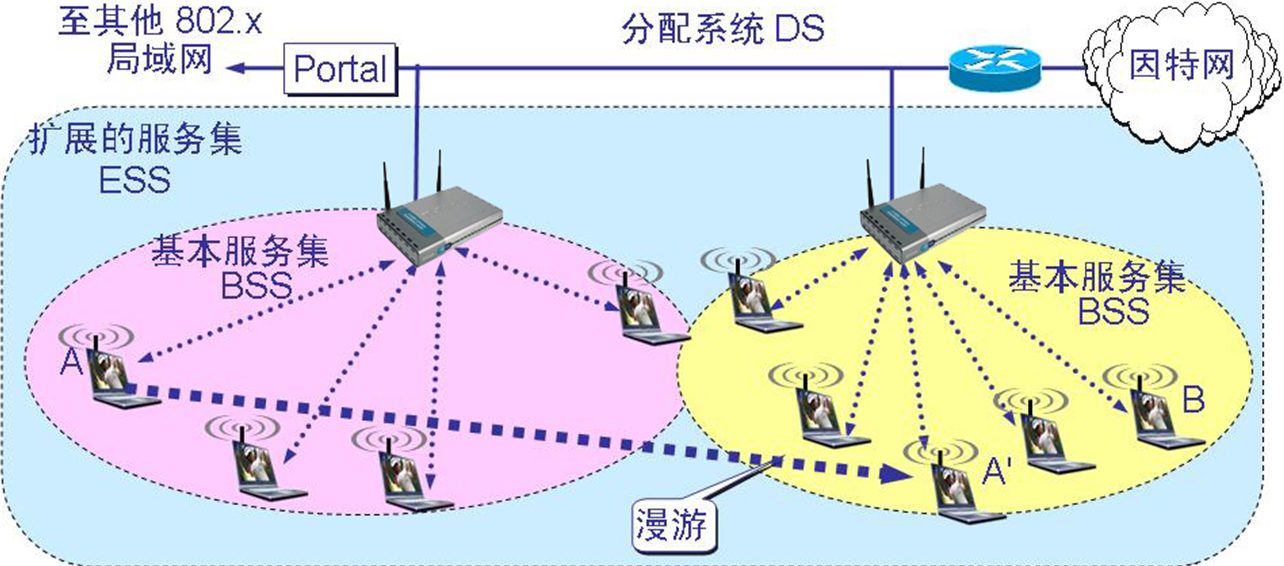 至其他 802.x
局域网
Portal
分配系统 DS
因特网
扩展的服务集
ESS
基本服务集
BSS
基本服务集
BSS
A
B
A'
漫游